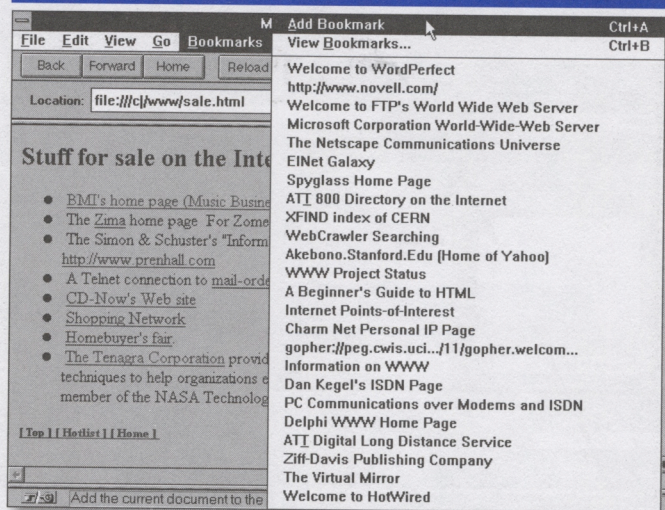 M
File Edit View Go Bookmarks
Back Forward Home Reload
Location: file:///c|/www/sale.html
Stuff for sale on the Inte
BMI's home page (Music Busine
The Zima home page For Zome
The Simon & Schuster's "Inform
http://www.prenhall.com
A Telnet connection to mail-orde
CD-Now's Web site
Shopping Network
Homebuyer's fair.
The Tenagra Corporation provid
techniques to help organizations e
member of the NASA Technolog
[ Top ] [ Hotlist ] [ Home ]
Add the current document to the
Add Bookmark Ctrl+A
View Bookmarks... Ctrl+B
Welcome to WordPerfect
http://www.novell.com/
Welcome to FTP's World Wide Web Server
Microsoft Corporation World-Wide-Web Server
The Netscape Communications Universe
EINet Galaxy
Spyglass Home Page
ATT 800 Directory on the Internet
XFIND index of CERN
WebCrawler Searching
Akebono.Stanford.Edu (Home of Yahoo)
WWW Project Status
A Beginner's Guide to HTML
Internet Points-of-Interest
Charm Net Personal IP Page
gopher://peg.cwis.uci.../11/gopher.welcom...
Information on WWW
Dan Kegel's ISDN Page
PC Communications over Modems and ISDN
Delphi WWW Home Page
ATT Digital Long Distance Service
Ziff-Davis Publishing Company
The Virtual Mirror
Welcome to HotWired